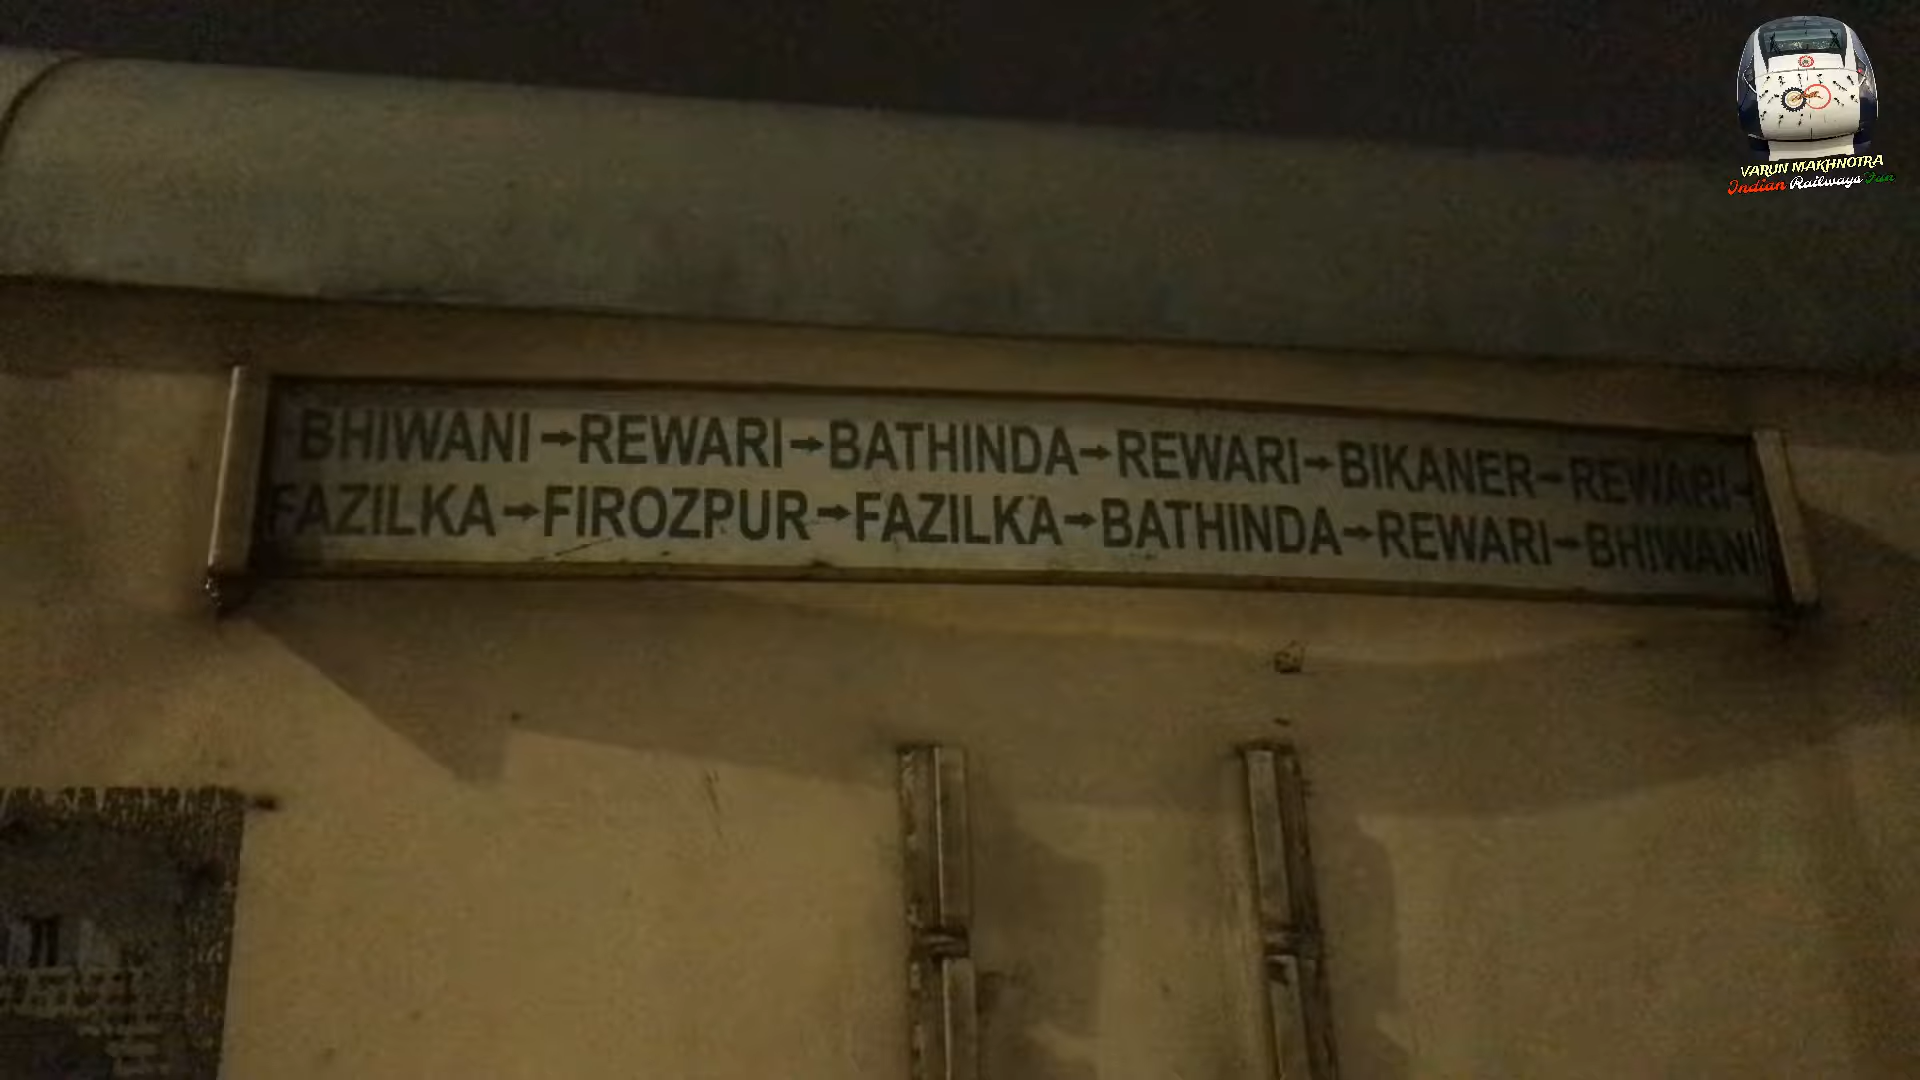 BHIWANI→REWARI→BATHINDA→REWARI→BIKANER→REWARI→
FAZILKA→FIROZPUR→FAZILKA→BATHINDA→REWARI→BHIWANI
VARUN MAKHNOTRA
Indian Railways Fan